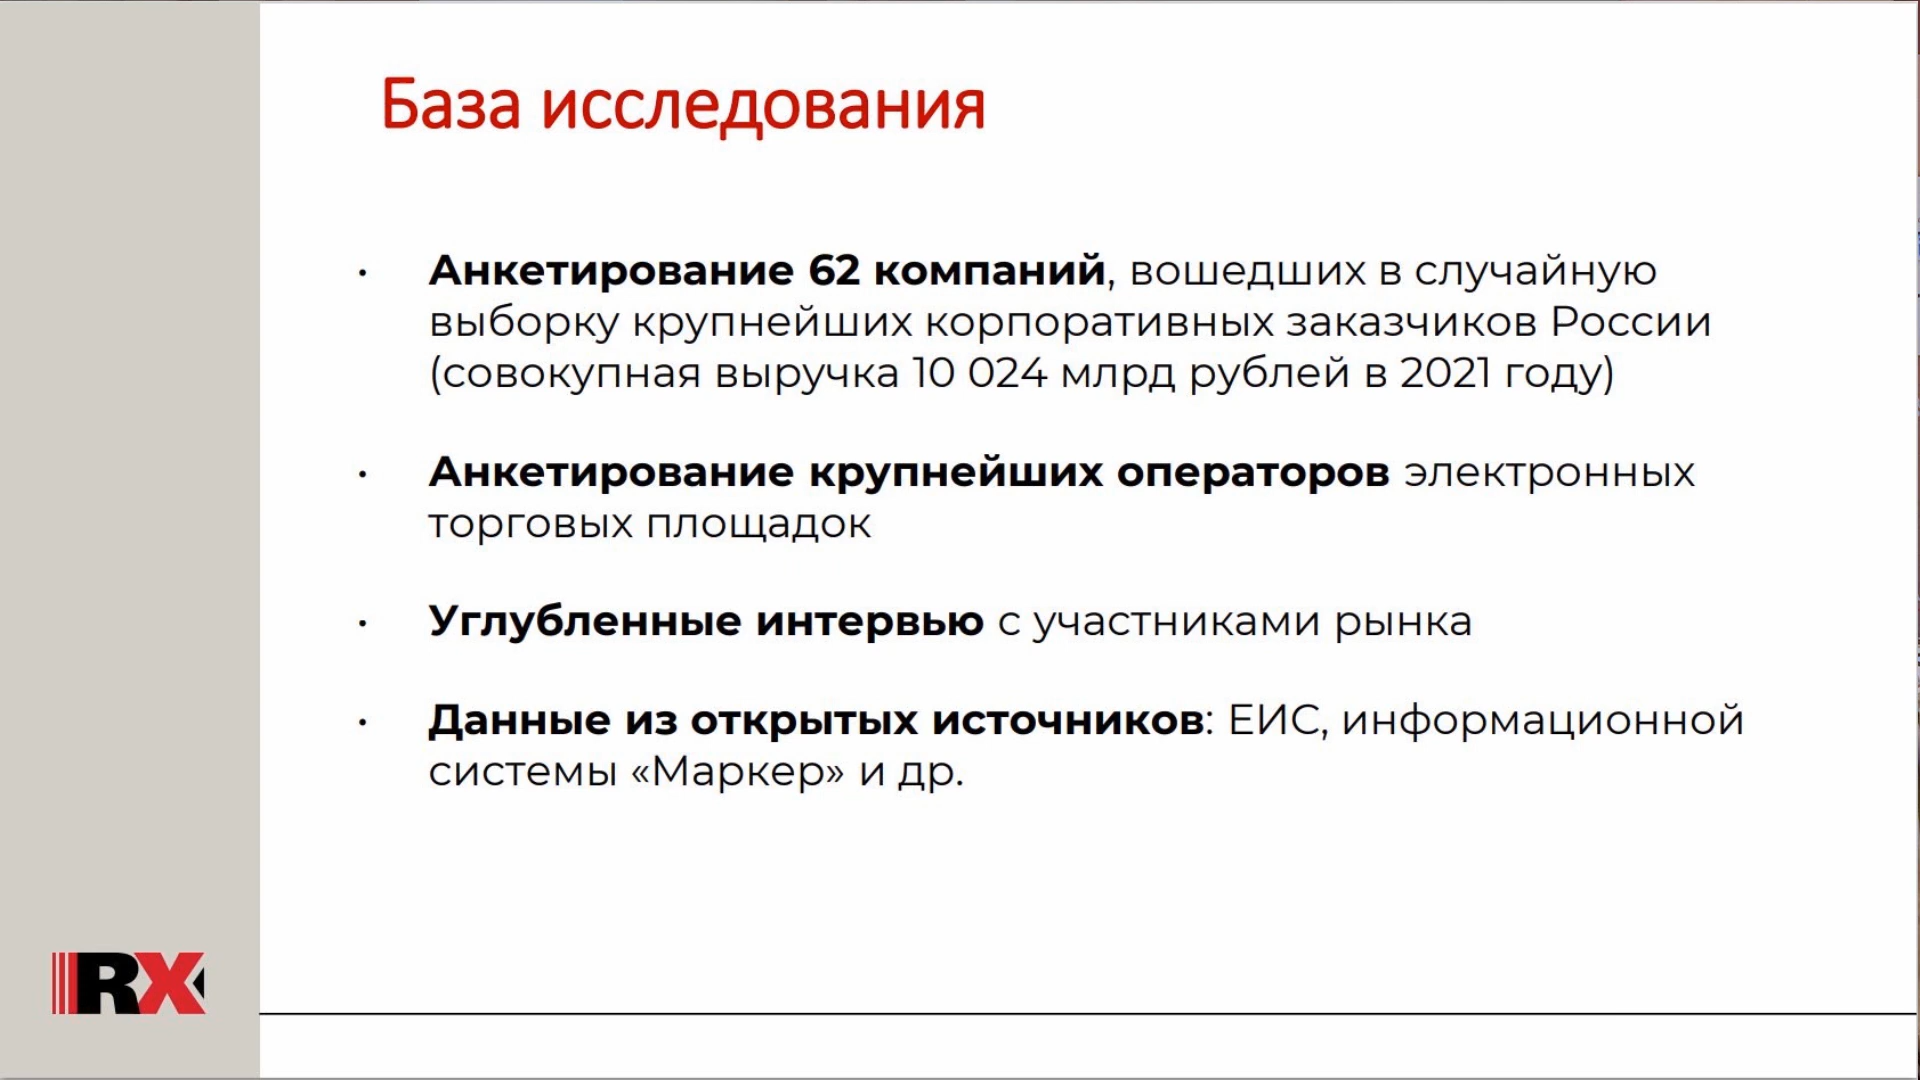 База исследования
• Анкетирование 62 компаний, вошедших в случайную
выборку крупнейших корпоративных заказчиков России
(совокупная выручка 10 024 млрд рублей в 2021 году)
• Анкетирование крупнейших операторов электронных
торговых площадок
• Углубленные интервью с участниками рынка
• Данные из открытых источников: ЕИС, информационной
системы «Маркер» и др.
RX